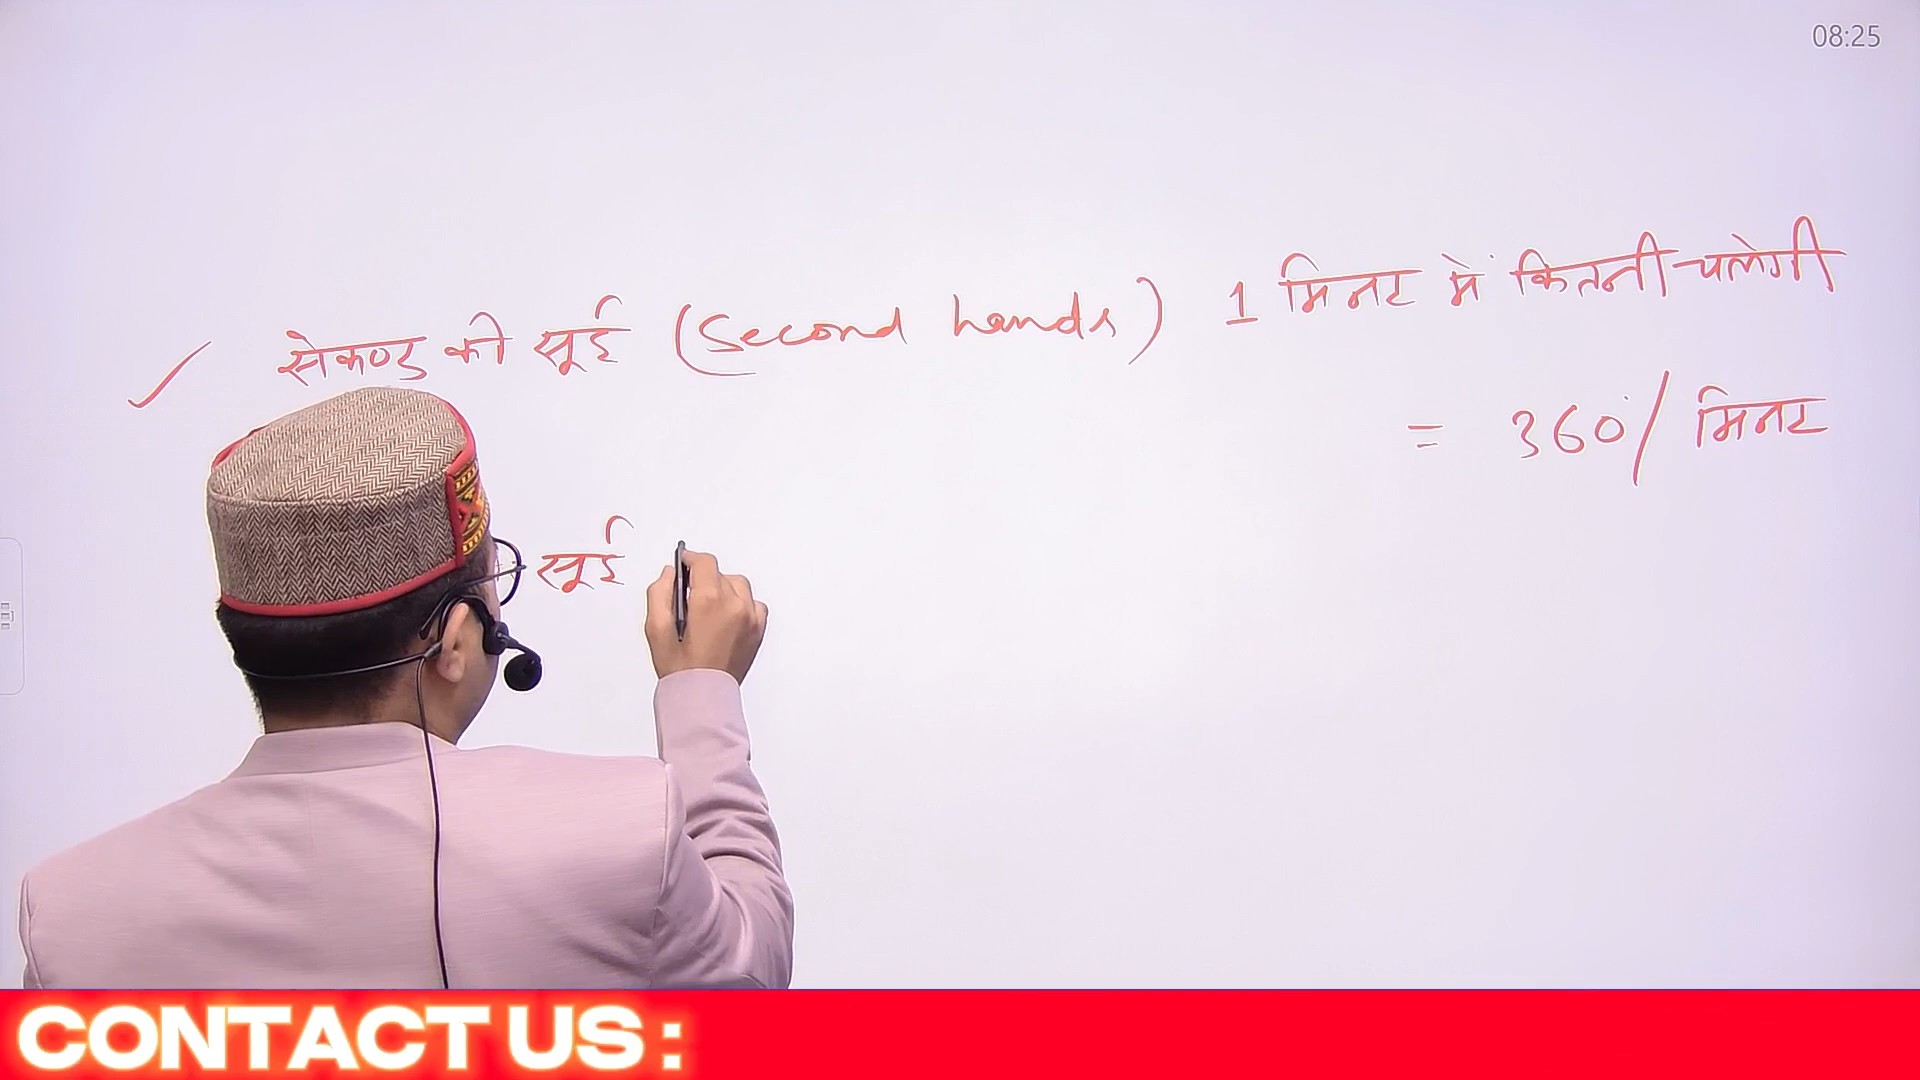 08:25
सेकण्ड की सूई (Second hands) 1 मिनट में कितनी चलेगी
= 360°/ मिनट
सूई
CONTACT US :